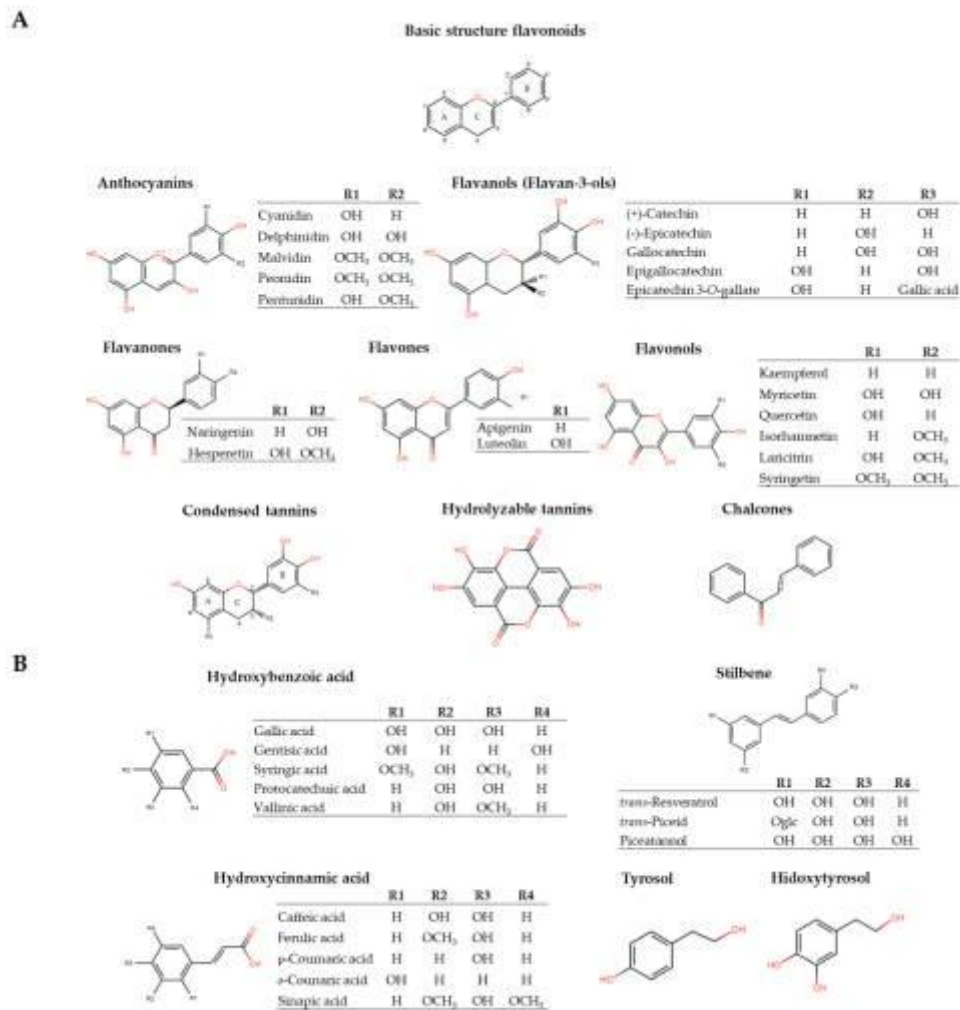 A
Basic structure flavonoids
A
C
B
Anthocyanins
R1 R2
Cyanidin OH H
Delphinidin OH OH
Malvidin OCH₃ OCH₃
Peonidin OCH₃ OCH₃
OH OCH₃
Flavanols (Flavan-3-ols)
R1 R2 R3
(+)-Catechin H H OH
(-)-Epicatechin H OH H
Gallocatechin H OH OH
Epigallocatechin OH H OH
Epicatechin 3-O-gallate OH H Gallic acid
Flavanones
R1 R2
Naringenin H OH
Hesperetin OH
Flavones
R1
Apigenin H
Luteolin OH
Flavonols
R1 R2
Kaempferol H H
Myricetin OH OH
Quercetin OH H
Isorhamnetin H OCH₃
Laricitrin OH OCH₃
Syringetin OCH₃ OCH₃
Condensed tannins
A
C
B
Hydrolyzable tannins
Chalcones
B
Hydroxybenzoic acid
R1 R2 R3 R4
Gallic acid OH OH OH H
Gentisic acid OH H H OH
Syringic acid OCH₃ OH OCH₃ H
Protocatechuic acid H OH OH H
Vallinic acid H OH OCH₃ H
Stilbene
R1 R2 R3 R4
trans-Resveratrol OH OH OH H
trans-Piceid Oglc OH OH H
Piceatannol OH OH OH OH
Hydroxycinnamic acid
R1 R2 R3 R4
Caffeic acid H OH OH H
Ferulic acid H OCH₃ OH H
p-Coumaric acid H H OH H
OH H H H
Sinapic acid H OCH₃ OH OCH₃
Tyrosol
OH
HO
Hidoxytyrosol
OH
HO
OH